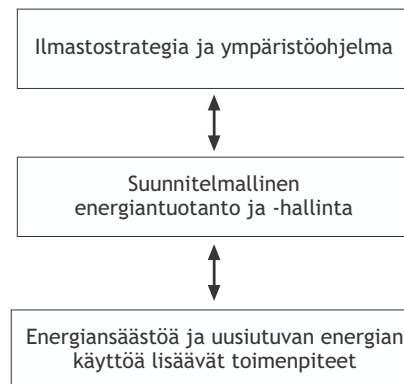 Ilmastostrategia ja ympäristöohjelma
Suunnitelmallinen
energiantuotanto ja -hallinta
Energiansäästöä ja uusiutuvan energian
käyttöä lisäävät toimenpiteet